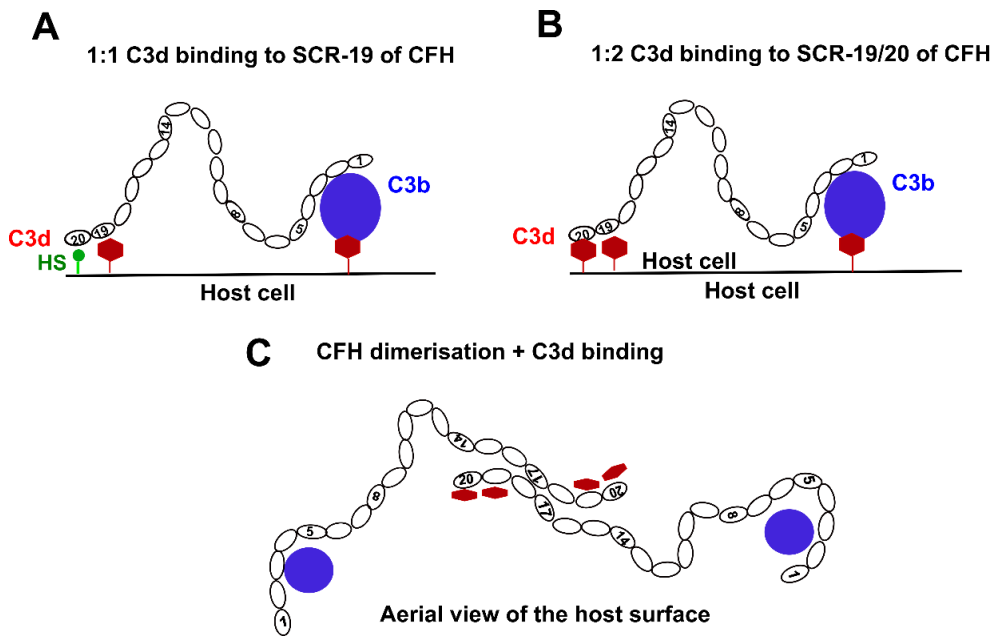 A
1:1 C3d binding to SCR-19 of CFH
14
1
C3b
8
5
20
19
C3d
HS
Host cell
B
1:2 C3d binding to SCR-19/20 of CFH
14
1
C3b
8
5
20
19
C3d
Host cell
Host cell
C
CFH dimerisation + C3d binding
14
17
20
20
5
8
17
8
5
14
1
1
Aerial view of the host surface